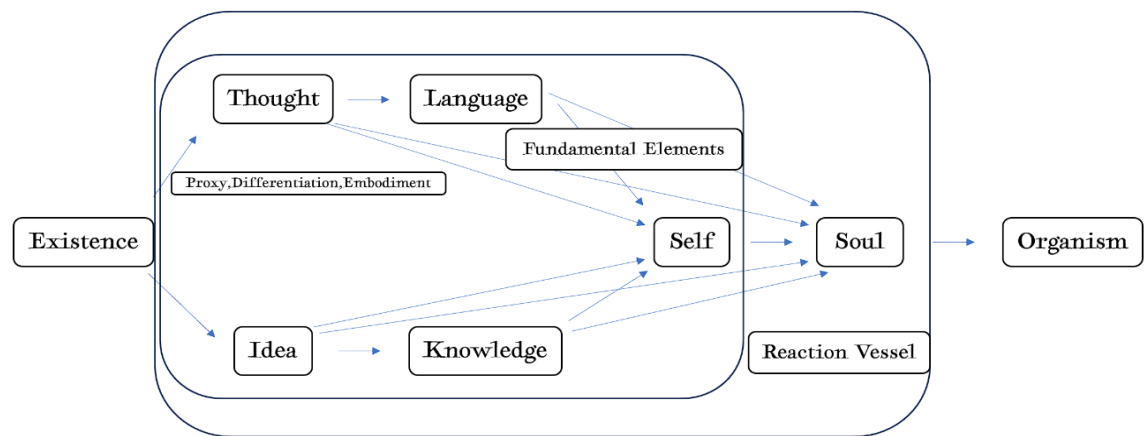 Thought
Language
Fundamental Elements
Proxy,Differentiation,Embodiment
Existence
Self
Soul
Organism
Idea
Knowledge
Reaction Vessel